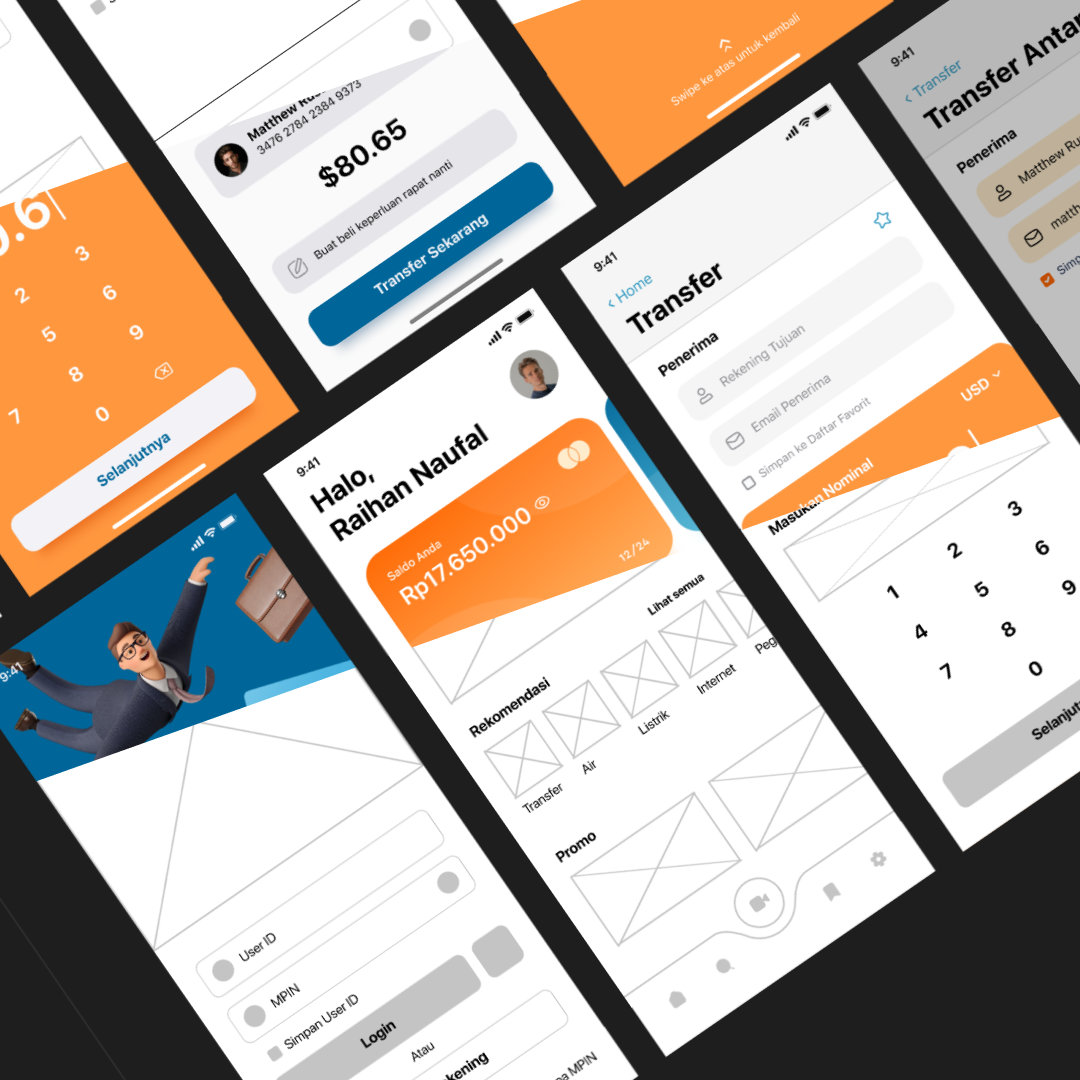 Matthew Rus
3476 2784 2384 9373
$80.65
Buat beli keperluan rapat nanti
Transfer Sekarang
0.6
2
3
5
6
7
8
9
0
Selanjutnya
Swipe ke atas untuk kembali
9:41
Halo,
Raihan Naufal
Saldo Anda
Rp17.650.000
12/24
Rekomendasi
Lihat semua
Transfer
Air
Listrik
Internet
Peg
Promo
9:41
‹ Home
Transfer
Penerima
Rekening Tujuan
Email Penerima
Simpan ke Daftar Favorit
Masukan Nominal
USD
1
2
3
4
5
6
7
8
9
0
Selanjut
9:41
‹ Transfer
Transfer Antar
Penerima
Matthew Ru
matth
Simp
9:41
User ID
MPIN
Simpan User ID
Login
Atau
kening
a MPIN